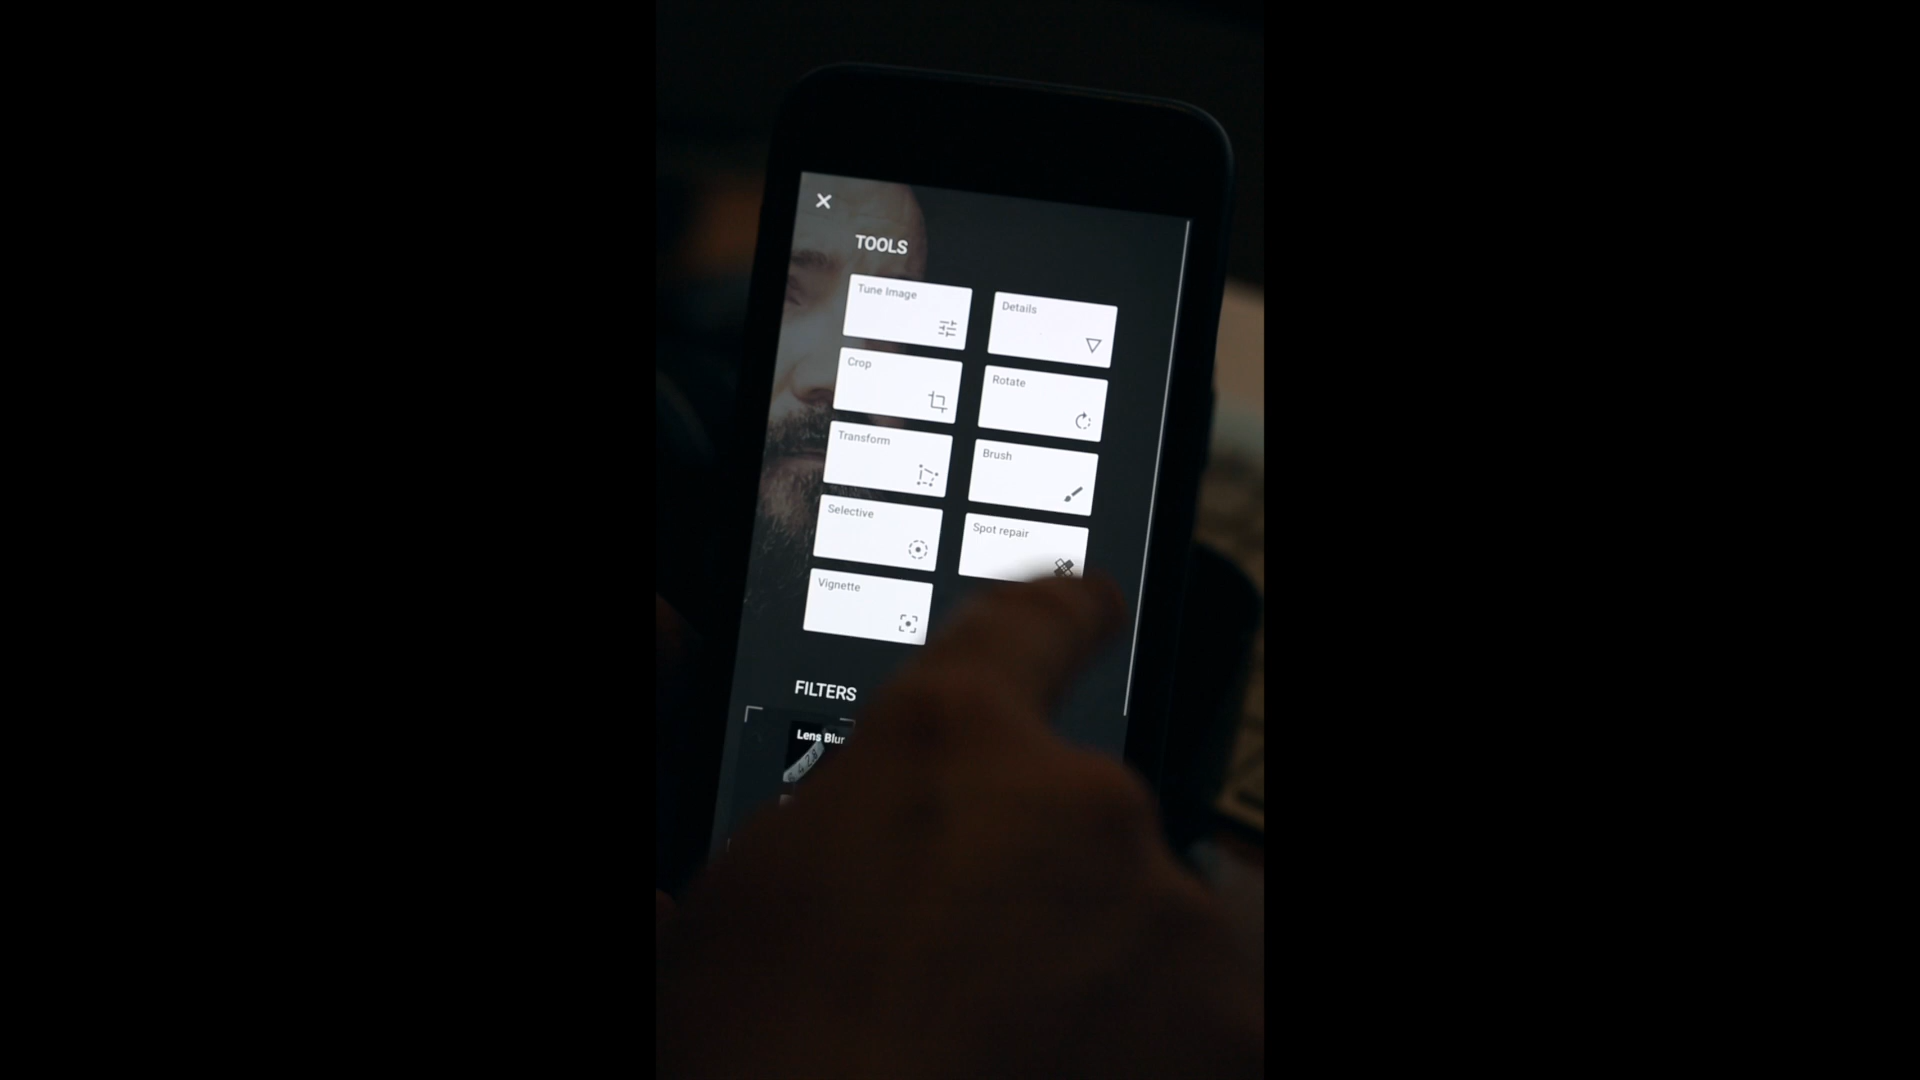 TOOLS
Tune Image
Details
Crop
Rotate
Transform
Brush
Selective
Spot repair
Vignette
FILTERS
Lens Blur